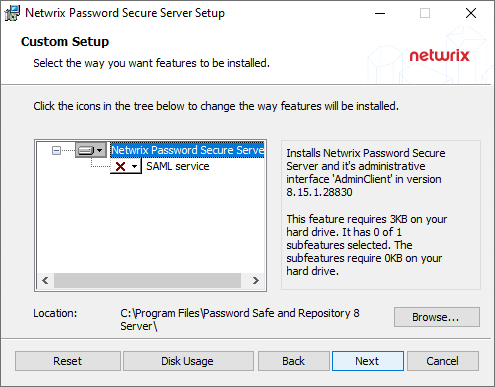 Netwrix Password Secure Server Setup
Custom Setup
Select the way you want features to be installed.
netwrix
Click the icons in the tree below to change the way features will be installed.
Netwrix Password Secure Serve
SAML service
Installs Netwrix Password Secure
Server and it's administrative
interface 'AdminClient' in version
8.15.1.28830
This feature requires 3KB on your
hard drive. It has 0 of 1
subfeatures selected. The
subfeatures require 0KB on your
hard drive.
Location:
C:\Program Files\Password Safe and Repository 8
Server\
Browse...
Reset
Disk Usage
Back
Next
Cancel